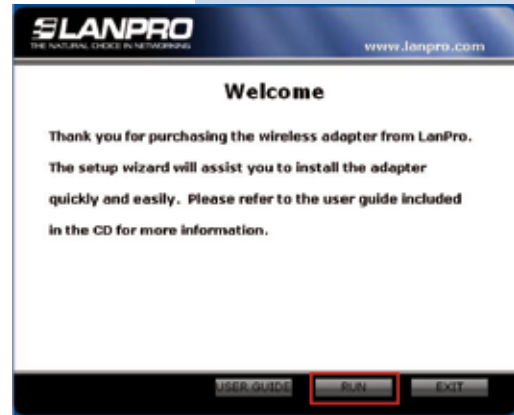 LANPRO
THE NATURAL CHOICE IN NETWORKING
www.lanpro.com
Welcome
Thank you for purchasing the wireless adapter from LanPro.
The setup wizard will assist you to install the adapter
quickly and easily. Please refer to the user guide included
in the CD for more information.
USER GUIDE
RUN
EXIT